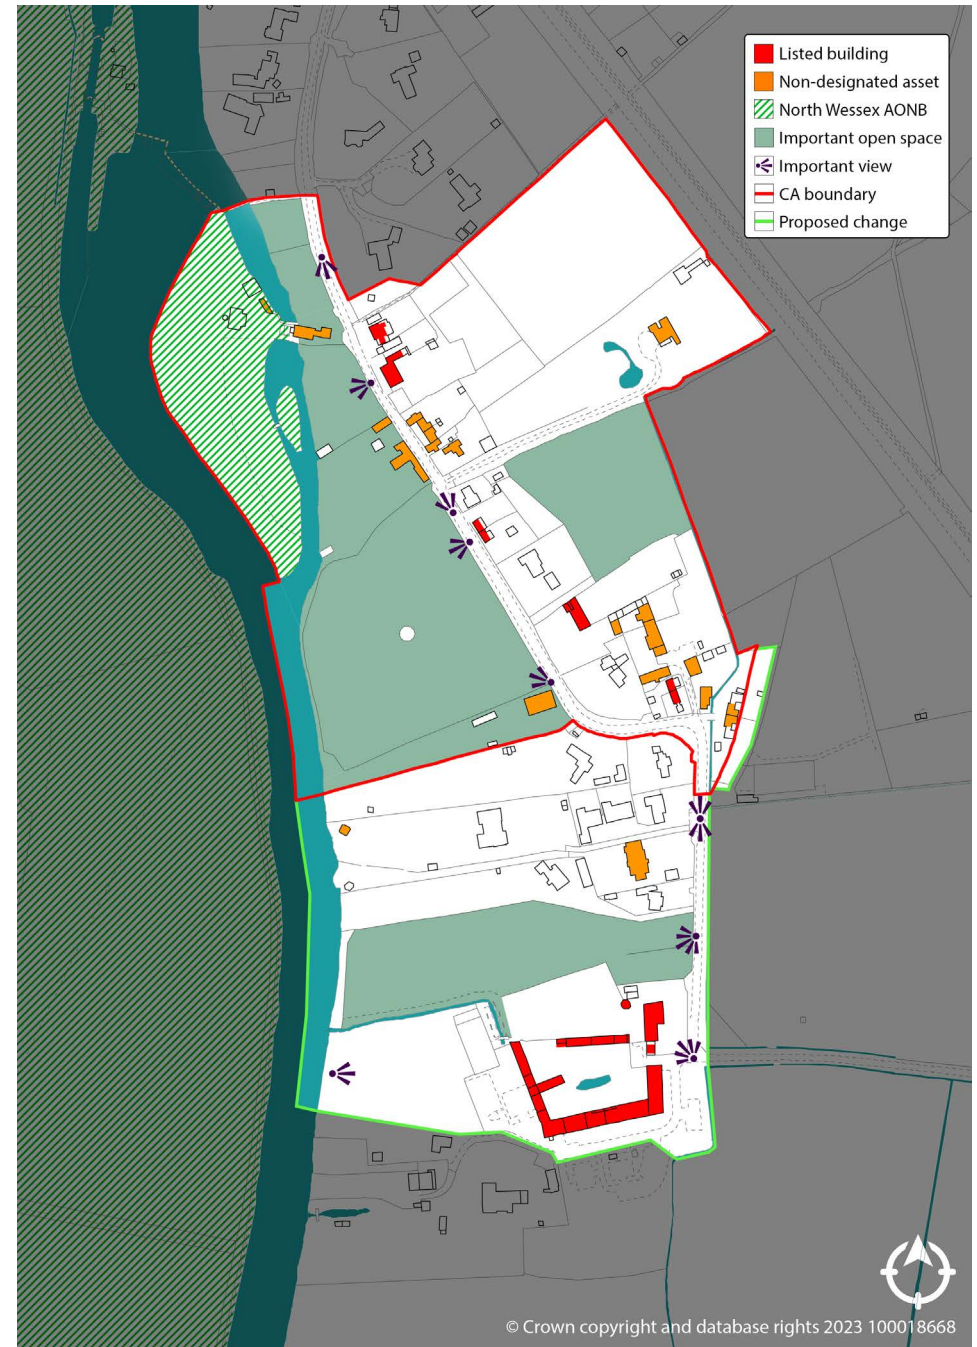 Listed building
Non-designated asset
North Wessex AONB
Important open space
Important view
CA boundary
Proposed change
© Crown copyright and database rights 2023 100018668